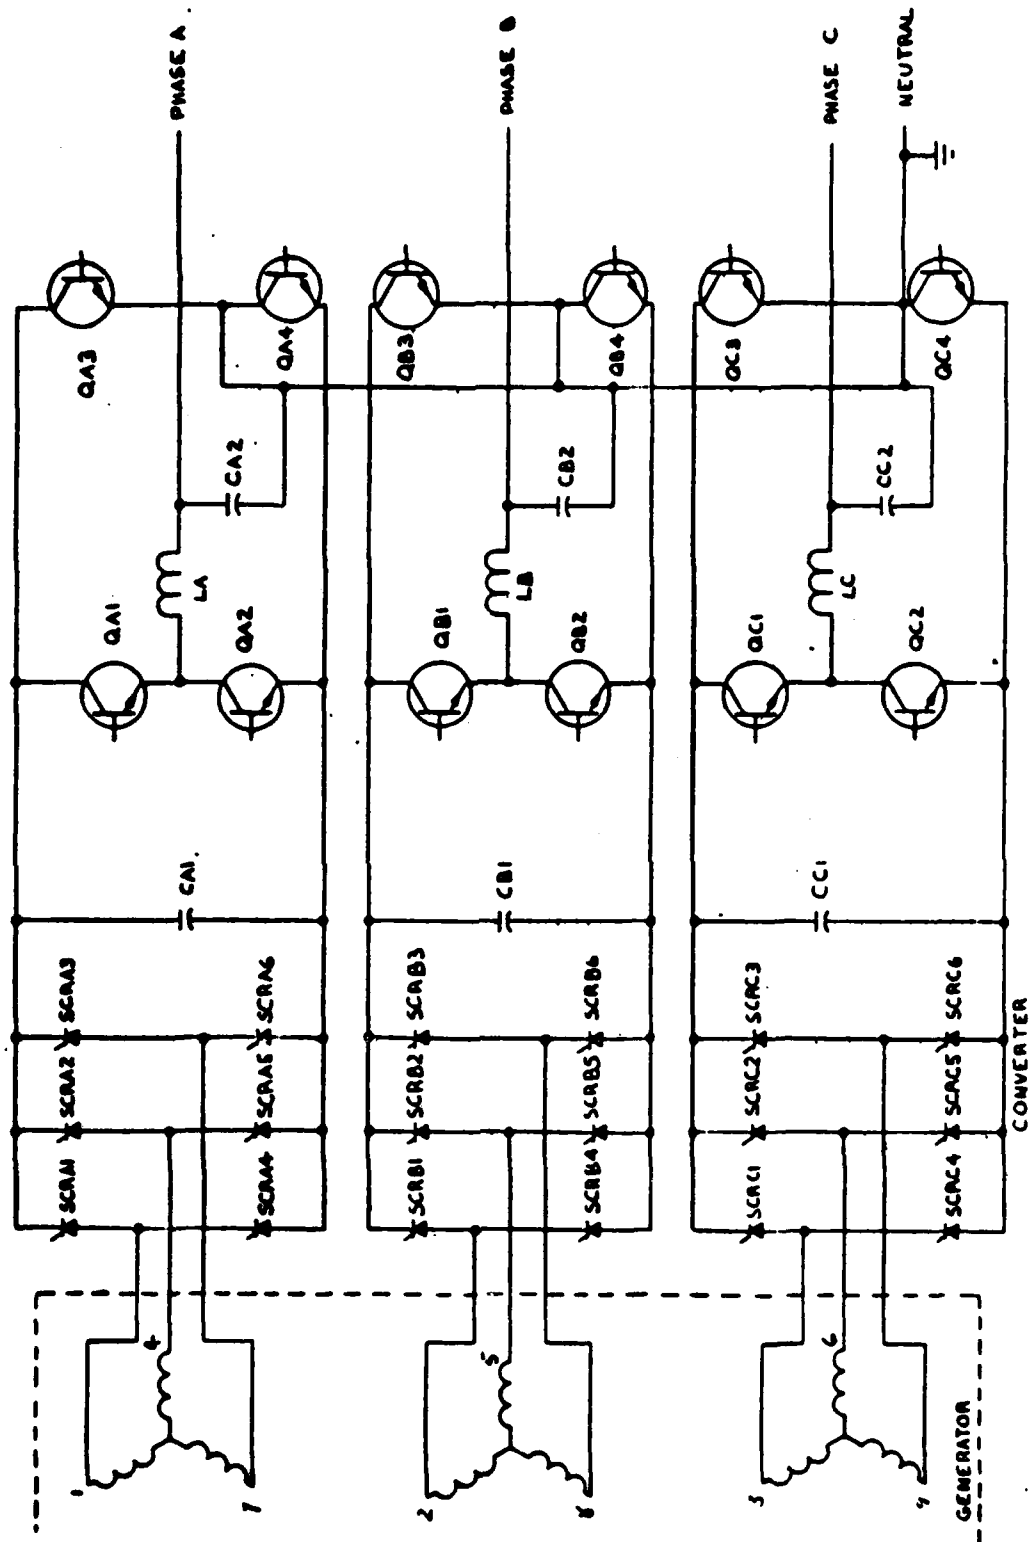 PHASE A
PHASE B
PHASE C
NEUTRAL
QA3
QA4
QB3
QB4
QC3
QC4
CA2
CB2
CC2
LA
LB
LC
QA1
QA2
QB1
QB2
QC1
QC2
CA1
CB1
CC1
SCRA3
SCRA6
SCRB3
SCRB6
SCRC3
SCRC6
SCRA2
SCRA5
SCRB2
SCRB5
SCRC2
SCRC5
SCRA1
SCRA4
SCRB1
SCRB4
SCRC1
SCRC4
CONVERTER
4
5
6
1
7
2
8
3
9
GENERATOR